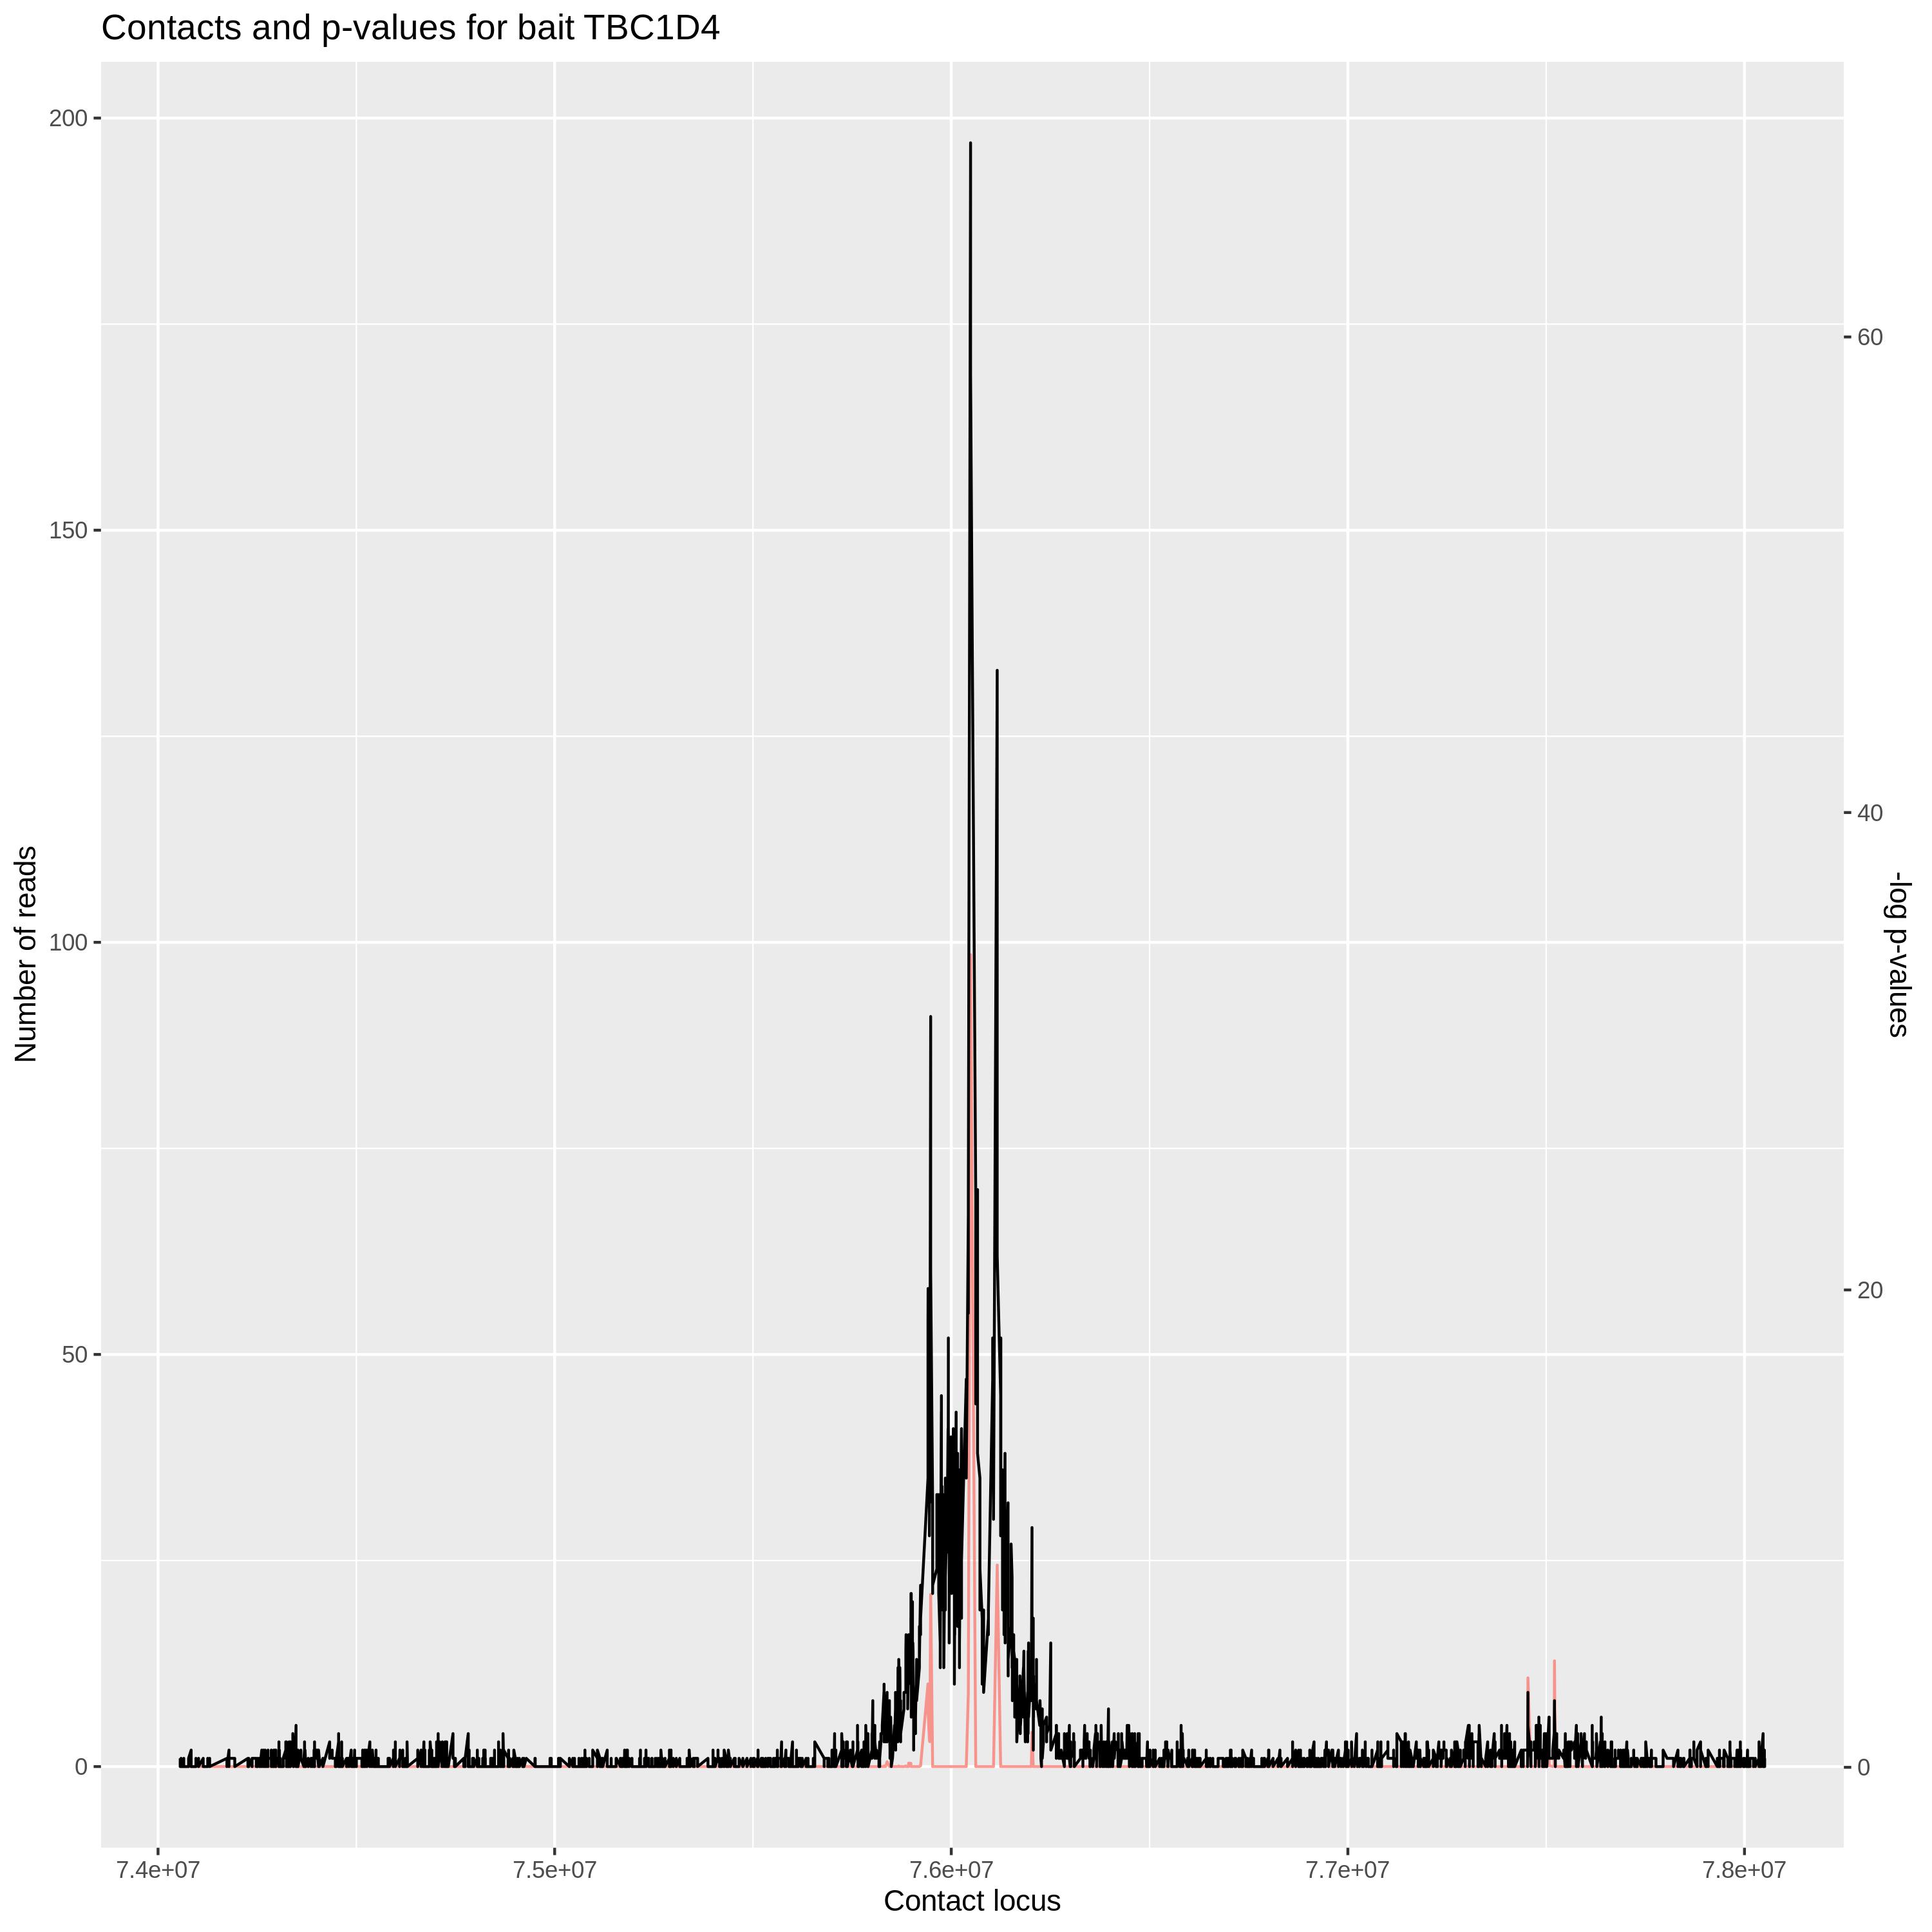 Contacts and p-values for bait TBC1D4
200
150
100
50
0
Number of reads
60
40
20
0
-log p-values
7.4e+07
7.5e+07
7.6e+07
7.7e+07
7.8e+07
Contact locus